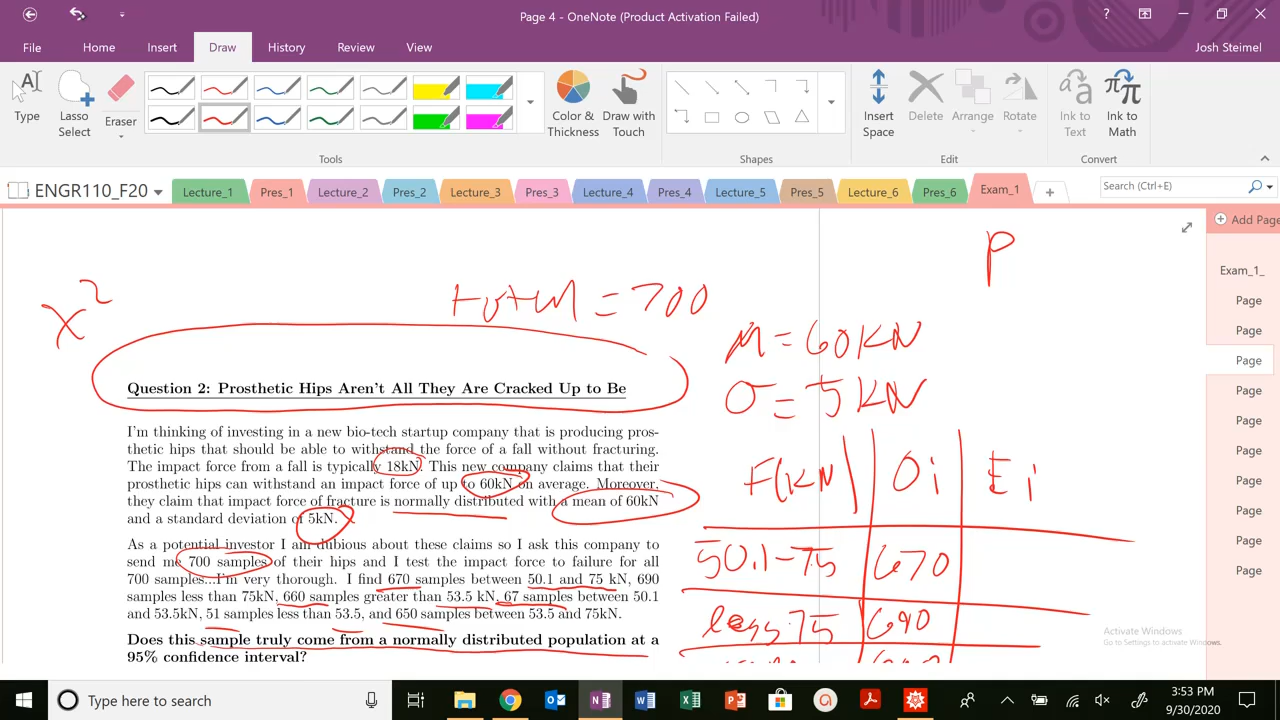 Page 4 - OneNote (Product Activation Failed)
File Home Insert Draw History Review View Josh Steimel
Type Lasso Select Eraser Color & Thickness Draw with Touch Insert Space Delete Arrange Rotate Ink to Text Ink to Math
Tools Shapes Edit Convert
ENGR110_F20 Lecture_1 Pres_1 Lecture_2 Pres_2 Lecture_3 Pres_3 Lecture_4 Pres_4 Lecture_5 Pres_5 Lecture_6 Pres_6 Exam_1 Search (Ctrl+E)
Add Page
Exam_1_
Page
Page
Page
Page
Page
Page
Page
Page
Page
Page
P
x²
total = 700
μ = 60KN
σ = 5KN
Question 2: Prosthetic Hips Aren't All They Are Cracked Up to Be
I'm thinking of investing in a new bio-tech startup company that is producing pros-
thetic hips that should be able to withstand the force of a fall without fracturing.
The impact force from a fall is typically 18kN. This new company claims that their
prosthetic hips can withstand an impact force of up to 60kN on average. Moreover,
they claim that impact force of fracture is normally distributed with a mean of 60kN
and a standard deviation of 5kN.
As a potential investor I am dubious about these claims so I ask this company to
send me 700 samples of their hips and I test the impact force to failure for all
700 samples...I'm very thorough. I find 670 samples between 50.1 and 75 kN, 690
samples less than 75kN, 660 samples greater than 53.5 kN, 67 samples between 50.1
and 53.5kN, 51 samples less than 53.5, and 650 samples between 53.5 and 75kN.
Does this sample truly come from a normally distributed population at a
95% confidence interval?
F(KN) Oi Ei
50.1-75 670
less 75 690
Activate Windows
Go to Settings to activate Windows.
Type here to search
3:53 PM
9/30/2020